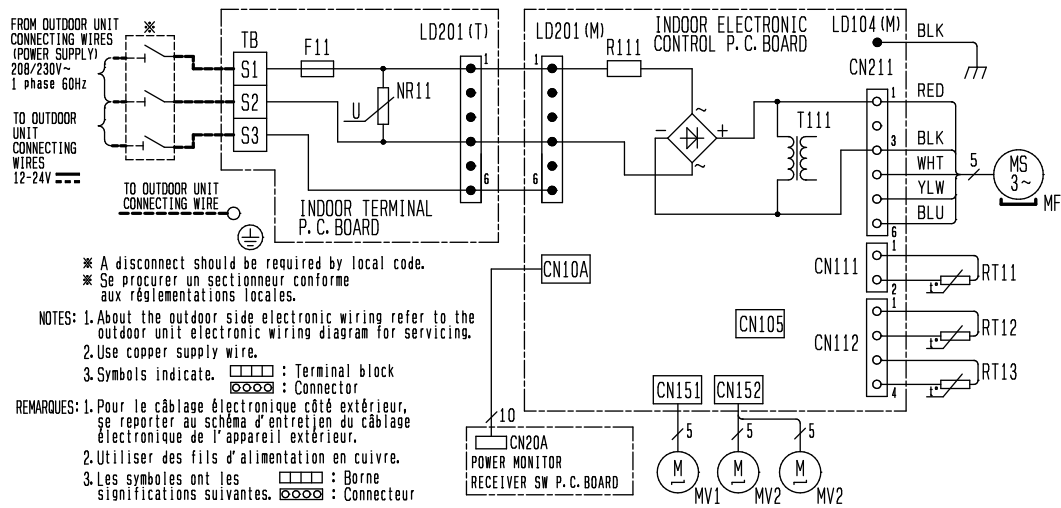 FROM OUTDOOR UNIT
CONNECTING WIRES
(POWER SUPPLY)
208/230V~
1 phase 60Hz
※
TO OUTDOOR
UNIT
CONNECTING
WIRES
12-24V
TB
S1
S2
S3
F11
NR11
U
LD201(T)
1
6
INDOOR TERMINAL
P.C.BOARD
TO OUTDOOR UNIT
CONNECTING WIRE
LD201(M)
1
6
INDOOR ELECTRONIC
CONTROL P.C.BOARD
R111
~
-
+
~
T111
LD104(M)
BLK
CN211
1
3
6
RED
BLK
WHT
YLW
BLU
5
MS
3~
MF
CN111
1
2
t°
RT11
CN112
1
4
t°
RT12
t°
RT13
CN10A
CN105
CN151
CN152
5
5
5
M
MV1
M
MV2
M
MV2
10
CN20A
POWER MONITOR
RECEIVER SW P.C.BOARD
※ A disconnect should be required by local code.
※ Se procurer un sectionneur conforme
aux réglementations locales.
NOTES: 1. About the outdoor side electronic wiring refer to the
outdoor unit electronic wiring diagram for servicing.
2. Use copper supply wire.
3. Symbols indicate. : Terminal block
: Connector
REMARQUES: 1. Pour le câblage électronique côté extérieur,
se reporter au schéma d'entretien du câblage
électronique de l'appareil extérieur.
2. Utiliser des fils d'alimentation en cuivre.
3. Les symboles ont les : Borne
significations suivantes. : Connecteur